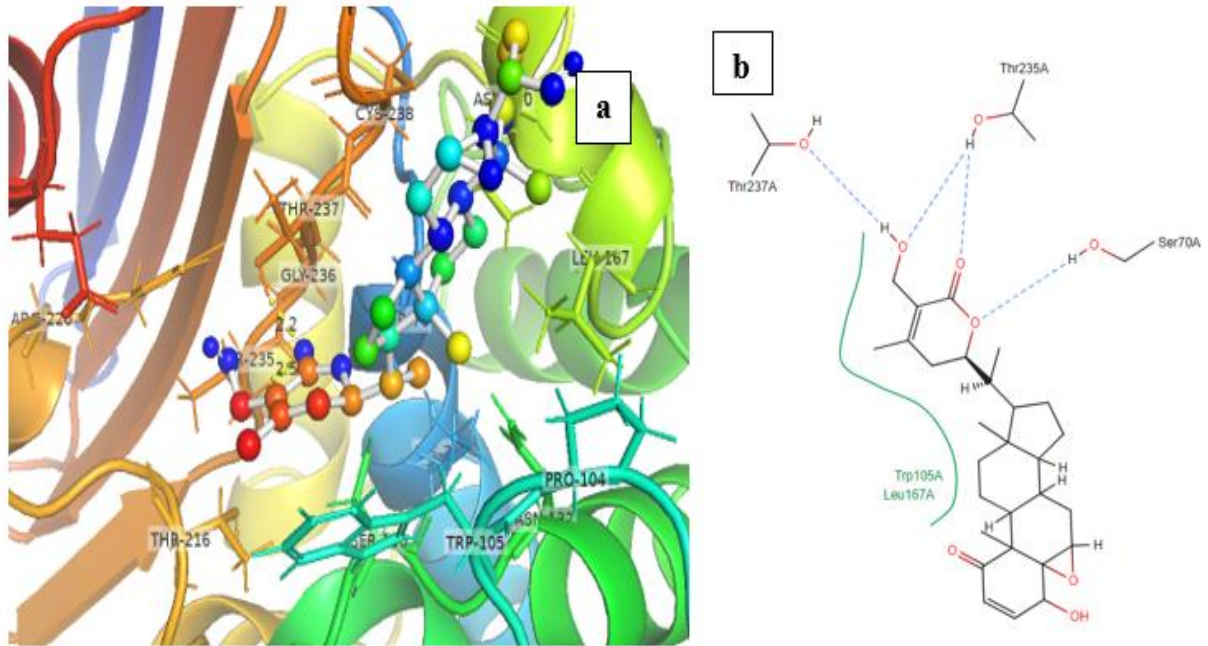 a
CYS-238
THR-237
GLY-236
LEU-167
2.2
2.5
PRO-104
TRP-105
THR-216
b
Thr235A
H
O
H
O
H
Thr237A
H
O
O
O
H
O
Ser70A
H
Trp105A
Leu167A
H
H
H
H
O
O
OH